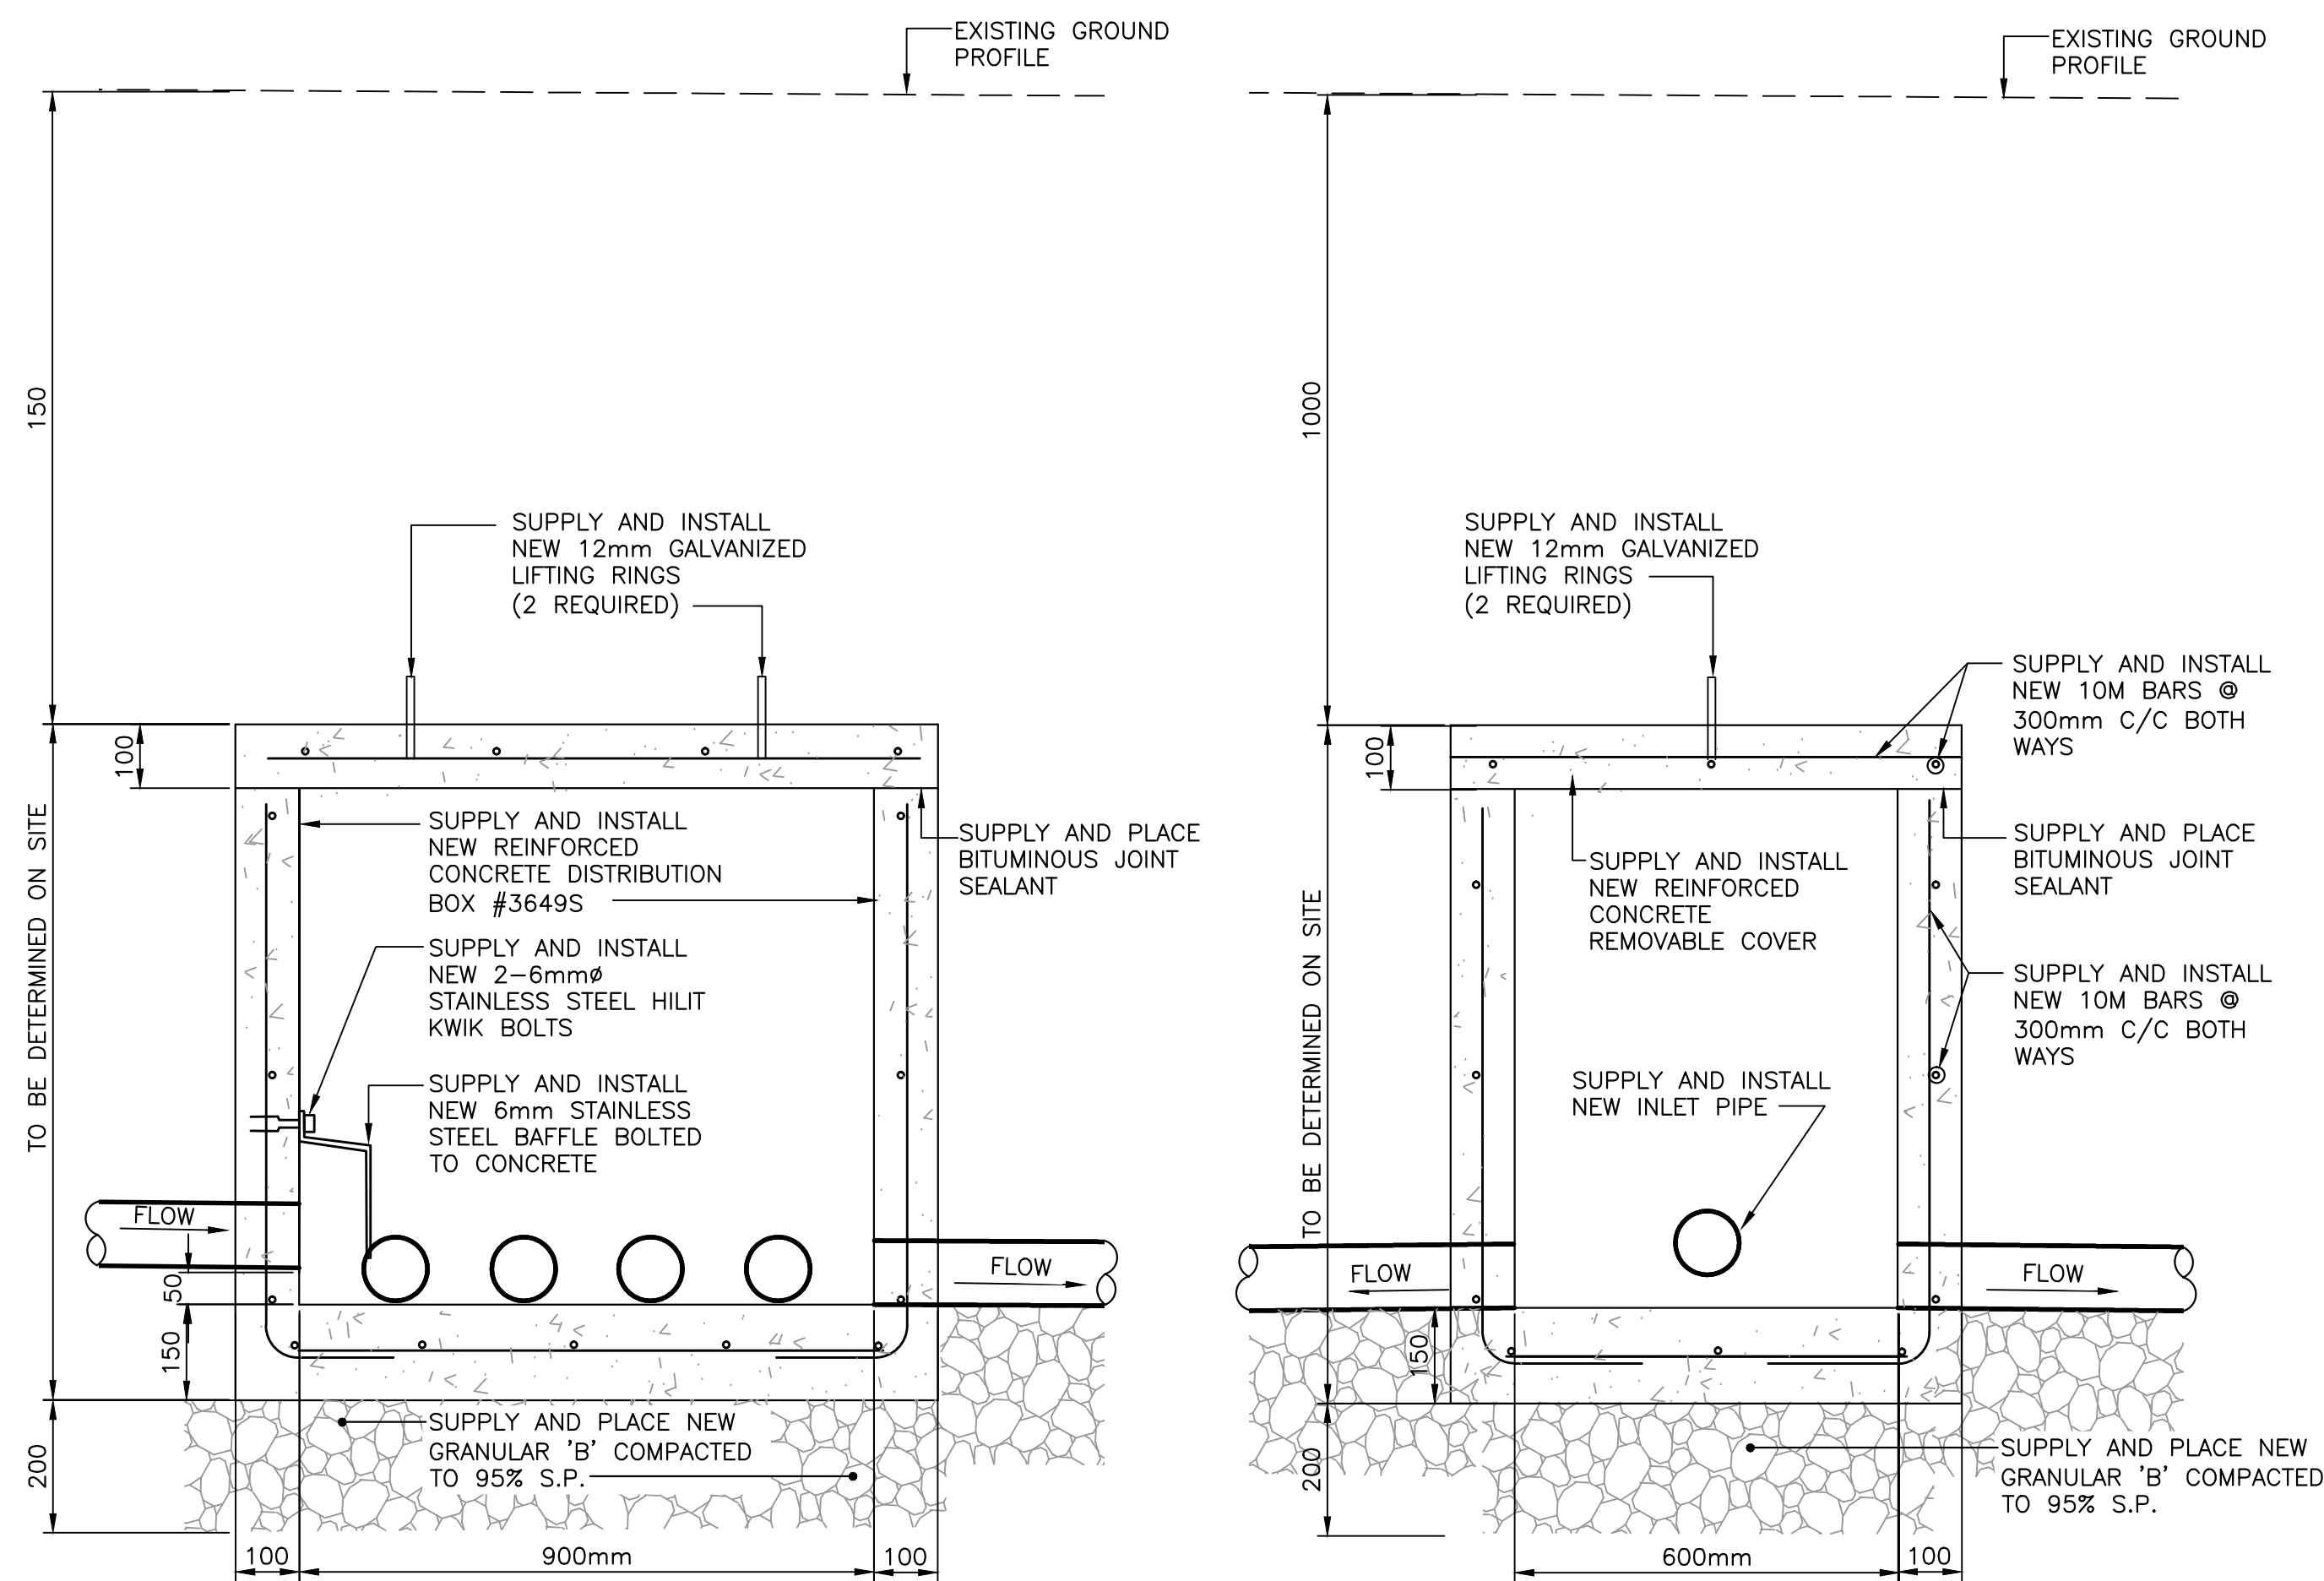 EXISTING GROUND
PROFILE
150
SUPPLY AND INSTALL
NEW 12mm GALVANIZED
LIFTING RINGS
(2 REQUIRED)
100
TO BE DETERMINED ON SITE
SUPPLY AND INSTALL
NEW REINFORCED
CONCRETE DISTRIBUTION
BOX #3649S
SUPPLY AND PLACE
BITUMINOUS JOINT
SEALANT
SUPPLY AND INSTALL
NEW 2-6mmø
STAINLESS STEEL HILIT
KWIK BOLTS
SUPPLY AND INSTALL
NEW 6mm STAINLESS
STEEL BAFFLE BOLTED
TO CONCRETE
FLOW
FLOW
50
150
SUPPLY AND PLACE NEW
GRANULAR 'B' COMPACTED
TO 95% S.P.
200
100
900mm
100
EXISTING GROUND
PROFILE
1000
SUPPLY AND INSTALL
NEW 12mm GALVANIZED
LIFTING RINGS
(2 REQUIRED)
SUPPLY AND INSTALL
NEW 10M BARS @
300mm C/C BOTH
WAYS
100
SUPPLY AND PLACE
BITUMINOUS JOINT
SEALANT
SUPPLY AND INSTALL
NEW REINFORCED
CONCRETE
REMOVABLE COVER
TO BE DETERMINED ON SITE
SUPPLY AND INSTALL
NEW 10M BARS @
300mm C/C BOTH
WAYS
SUPPLY AND INSTALL
NEW INLET PIPE
FLOW
FLOW
150
SUPPLY AND PLACE NEW
GRANULAR 'B' COMPACTED
TO 95% S.P.
200
600mm
100